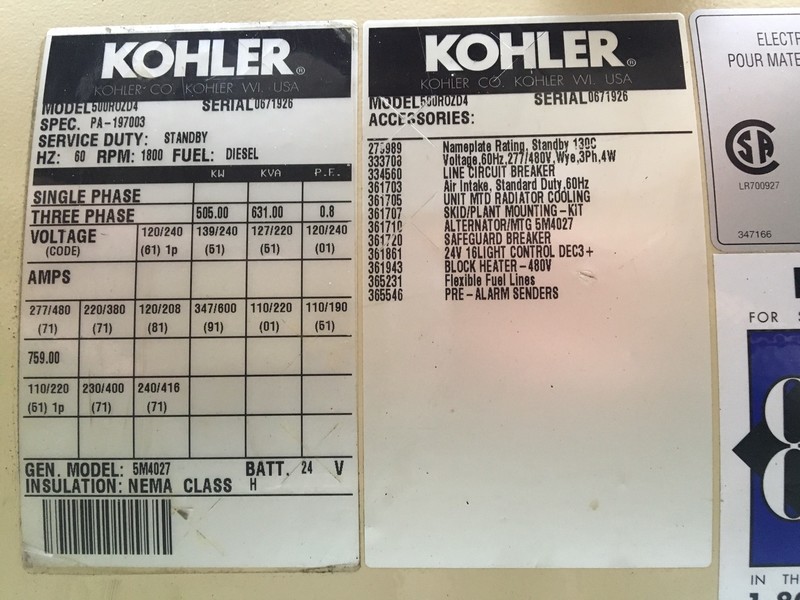 KOHLER®
KOHLER CO. KOHLER WI. USA
MODEL 500ROZD4 SERIAL 0671926
SPEC. PA-197003
SERVICE DUTY: STANDBY
HZ: 60 RPM: 1800 FUEL: DIESEL
KW KVA P.F.
SINGLE PHASE
THREE PHASE 505.00 631.00 0.8
VOLTAGE 120/240 139/240 127/220 120/240
(CODE) (61) 1p (51) (51) (01)
AMPS
277/480 220/380 120/208 347/600 110/220 110/190
(71) (71) (81) (91) (01) (51)
759.00
110/220 230/400 240/416
(61) 1p (71) (71)
GEN. MODEL: 5M4027 BATT. 24 V
INSULATION: NEMA CLASS H
KOHLER®
KOHLER CO. KOHLER WI. USA
MODEL 500ROZD4 SERIAL 0671926
ACCESSORIES:
Nameplate Rating, Standby 130C
333708 Voltage,60Hz,277/480V,Wye,3Ph,4W
334560 LINE CIRCUIT BREAKER
361703 Air Intake, Standard Duty,60Hz
361705 UNIT MTD RADIATOR COOLING
361707 SKID/PLANT MOUNTING-KIT
361710 ALTERNATOR/MTG 5M4027
361720 SAFEGUARD BREAKER
361861 24V 16LIGHT CONTROL DEC3+
361943 BLOCK HEATER-480V
365231 Flexible Fuel Lines
365546 PRE-ALARM SENDERS
ELECTR
POUR MATE
SA
LR700927
347166
FOR
IN TH